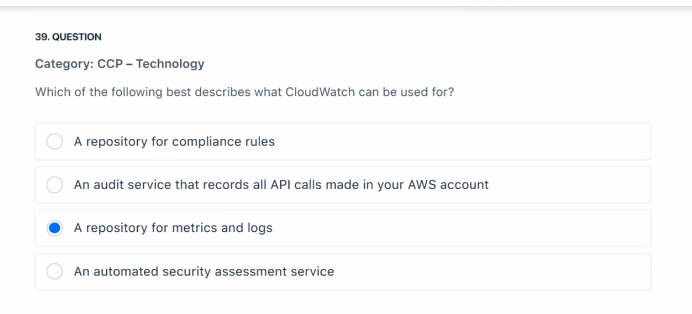 39. QUESTION
Category: CCP – Technology
Which of the following best describes what CloudWatch can be used for?
A repository for compliance rules
An audit service that records all API calls made in your AWS account
A repository for metrics and logs
An automated security assessment service